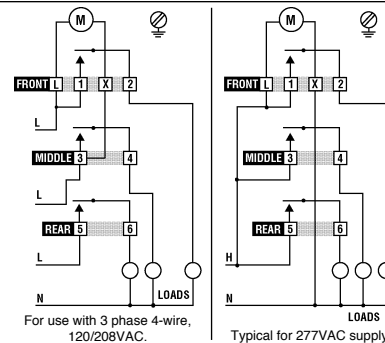 M
FRONT L 1 X 2
L
MIDDLE 3 4
L
REAR 5 6
L
N
LOADS
For use with 3 phase 4-wire,
120/208VAC.
M
FRONT L 1 X 2
MIDDLE 3 4
REAR 5 6
H
N
LOADS
Typical for 277VAC supply